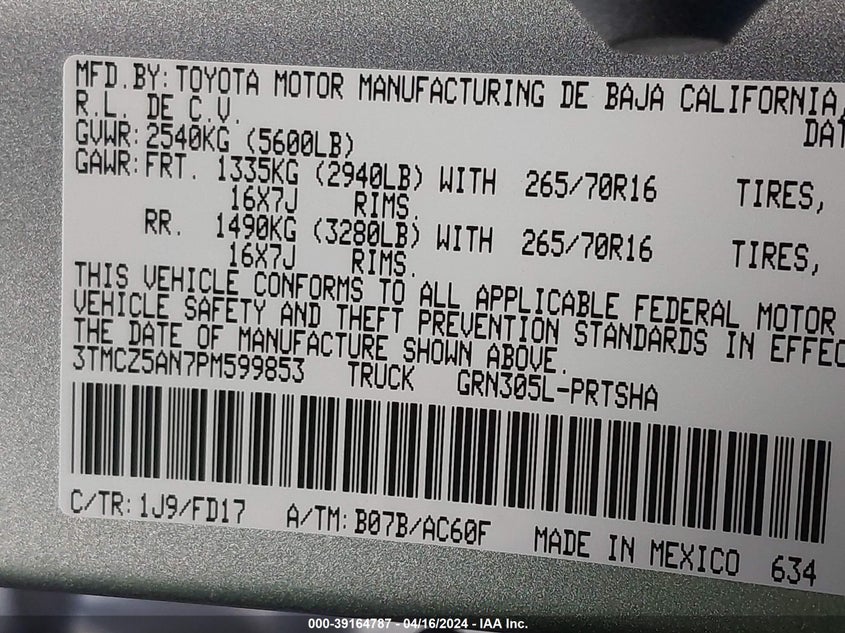 MFD.BY: TOYOTA MOTOR MANUFACTURING DE BAJA CALIFORNIA,
R.L. DE C.V.
GVWR: 2540KG (5600LB)
GAWR: FRT. 1335KG (2940LB) WITH 265/70R16 TIRES,
16X7J RIMS.
RR. 1490KG (3280LB) WITH 265/70R16 TIRES,
16X7J RIMS.
THIS VEHICLE CONFORMS TO ALL APPLICABLE FEDERAL MOTOR
VEHICLE SAFETY AND THEFT PREVENTION STANDARDS IN
THE DATE OF MANUFACTURE SHOWN ABOVE.
3TMCZ5AN7PM599853 TRUCK GRN305L-PRTSHA
C/TR: 1J9/FD17 A/TM: B07B/AC60F MADE IN MEXICO 634
000-39164787 - 04/16/2024 - IAA Inc.